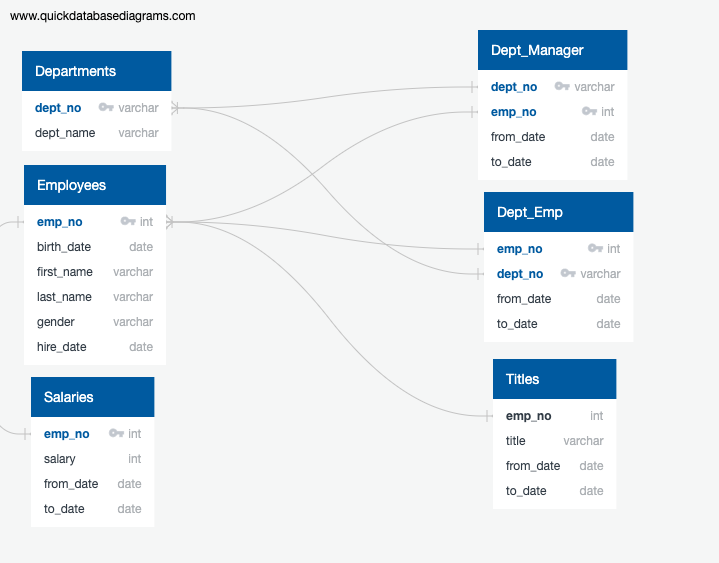 www.quickdatabasediagrams.com
Departments
dept_no varchar
dept_name varchar
Employees
emp_no int
birth_date date
first_name varchar
last_name varchar
gender varchar
hire_date date
Salaries
emp_no int
salary int
from_date date
to_date date
Dept_Manager
dept_no varchar
emp_no int
from_date date
to_date date
Dept_Emp
emp_no int
dept_no varchar
from_date date
to_date date
Titles
emp_no int
title varchar
from_date date
to_date date